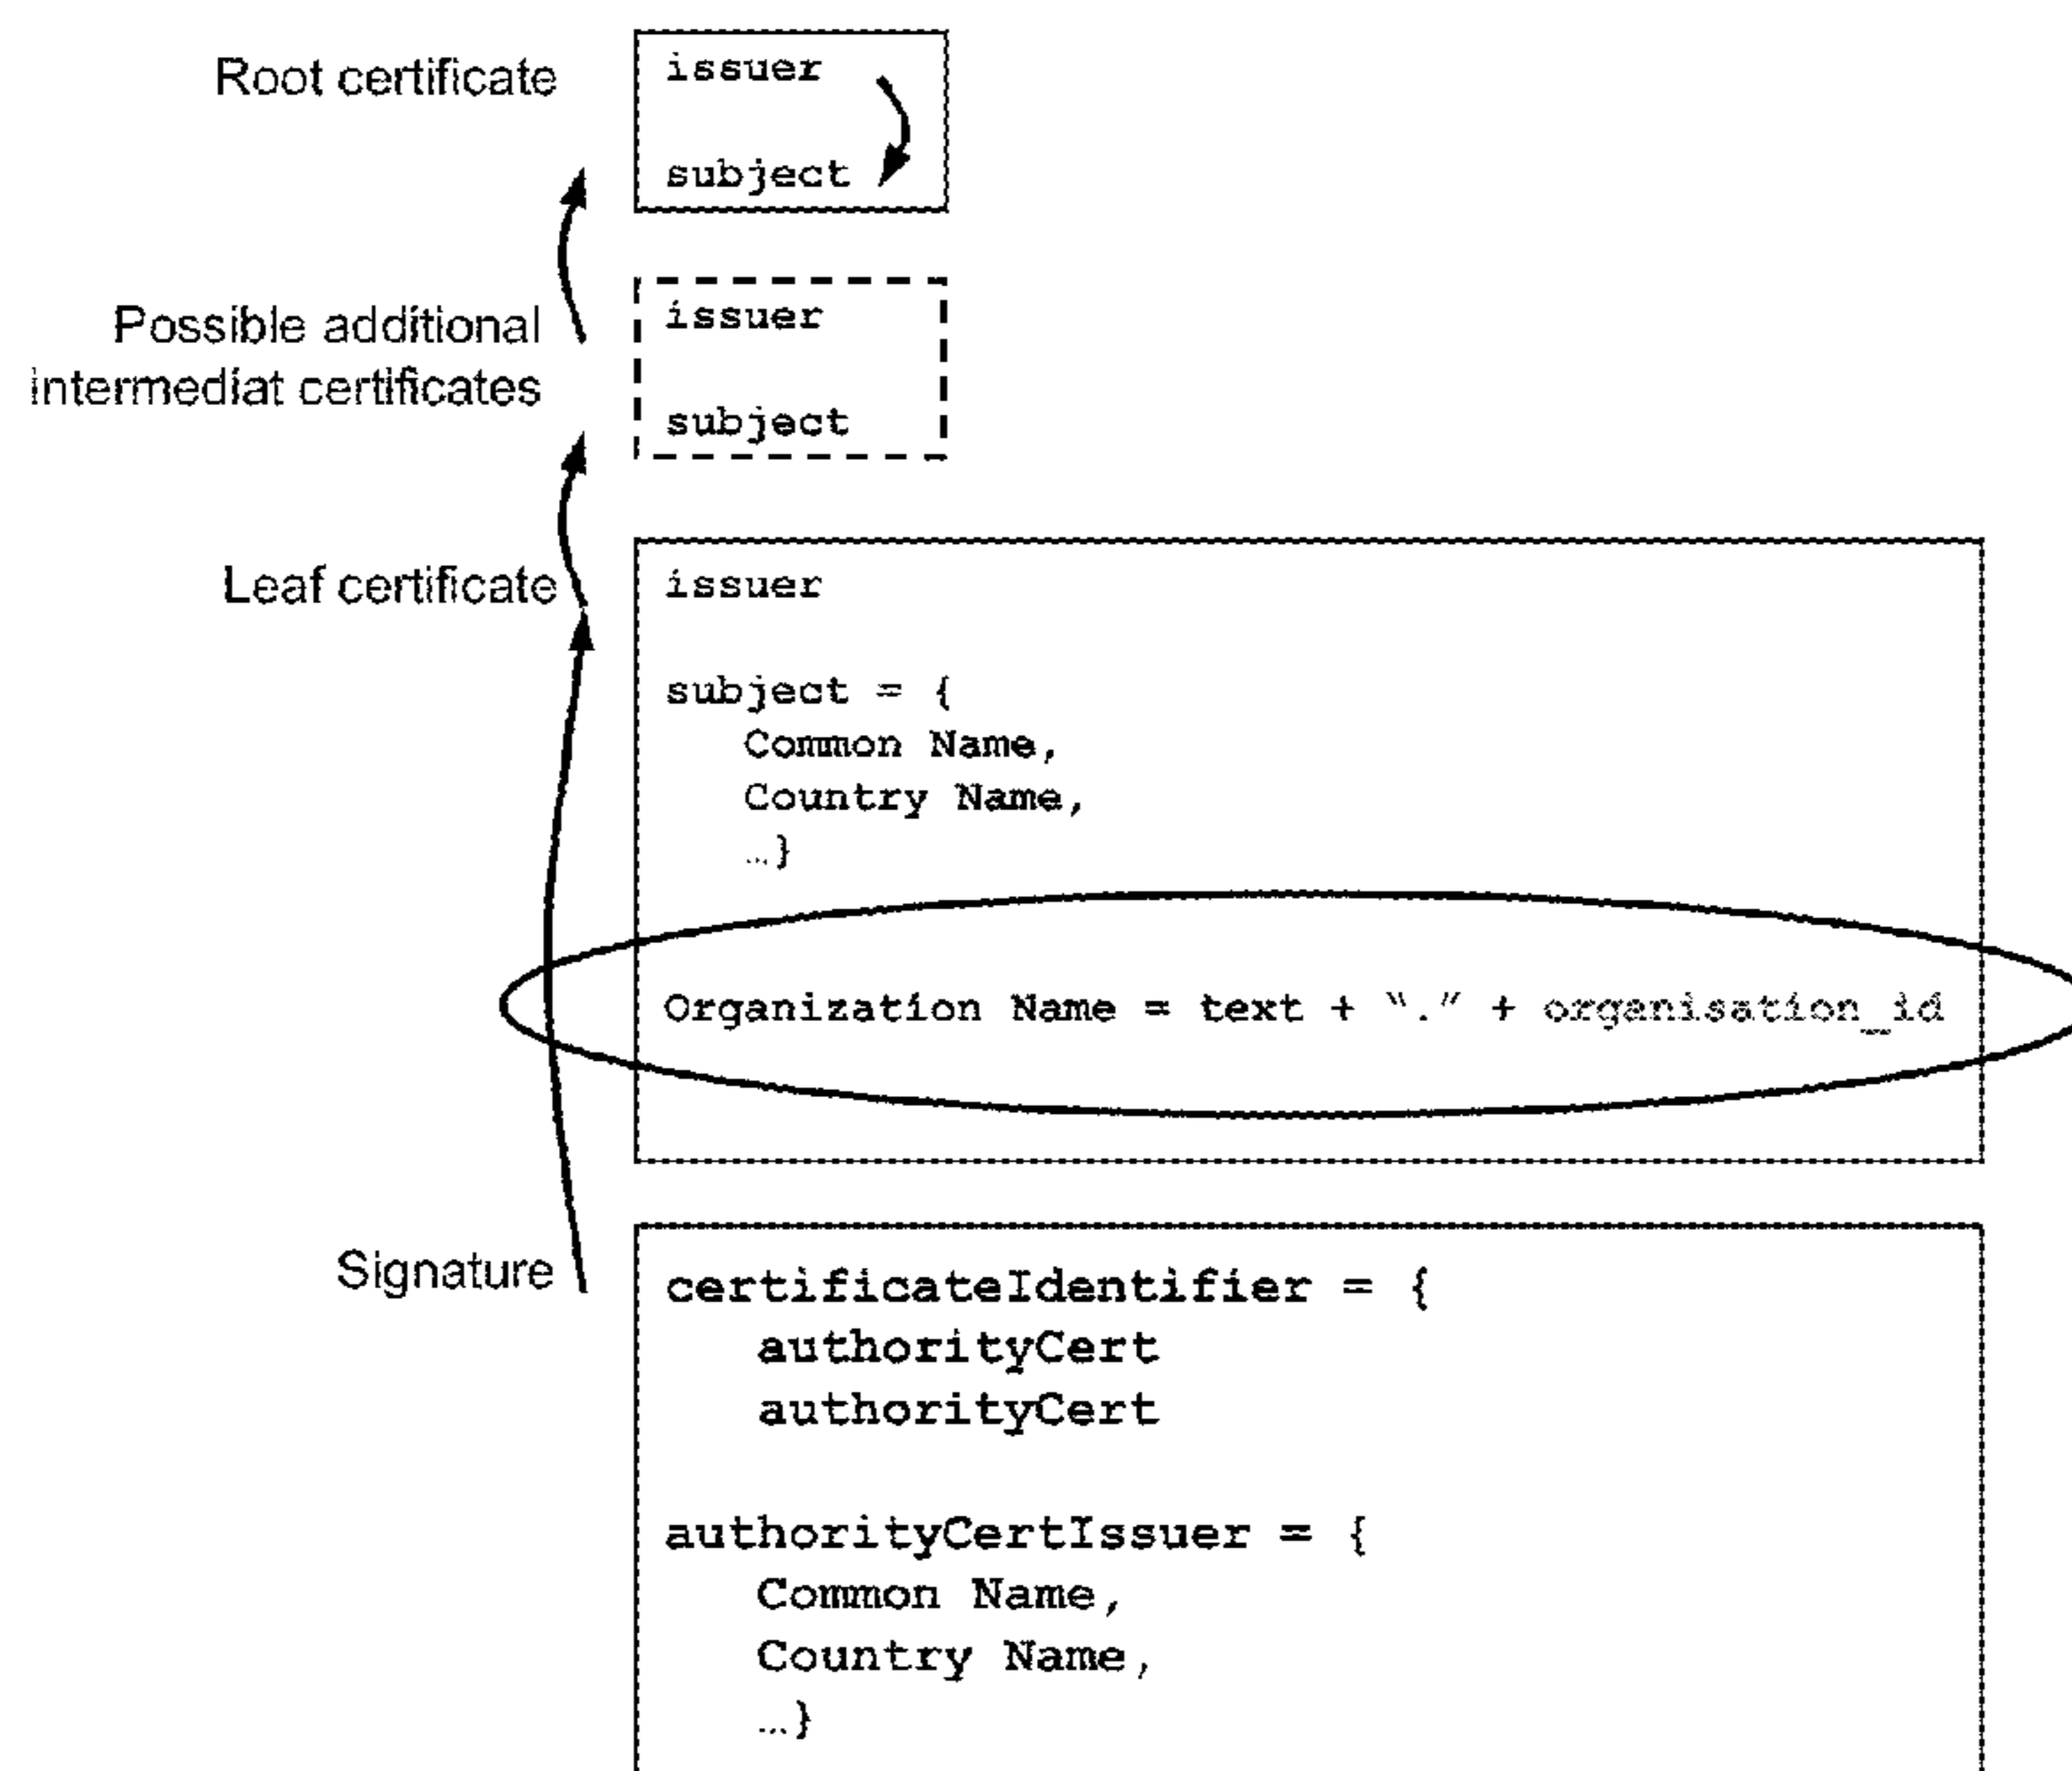 Root certificate
issuer
subject
Possible additional
intermediat certificates
issuer
subject
Leaf certificate
issuer
subject = {
Common Name,
Country Name,
…}
Organization Name = text + “.” + organisation_id
Signature
certificateIdentifier = {
authorityCert
authorityCert
authorityCertIssuer = {
Common Name,
Country Name,
…}